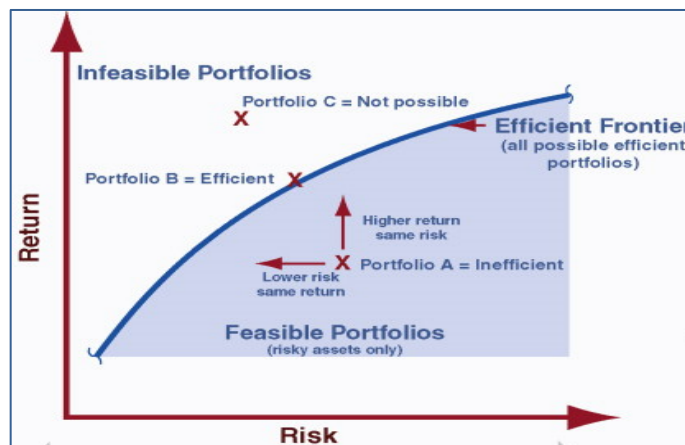 Infeasible Portfolios
Portfolio C = Not possible
X
Efficient Frontier
(all possible efficient
portfolios)
Portfolio B = Efficient
X
Higher return
same risk
X
Portfolio A = Inefficient
Lower risk
same return
Feasible Portfolios
(risky assets only)
Return
Risk